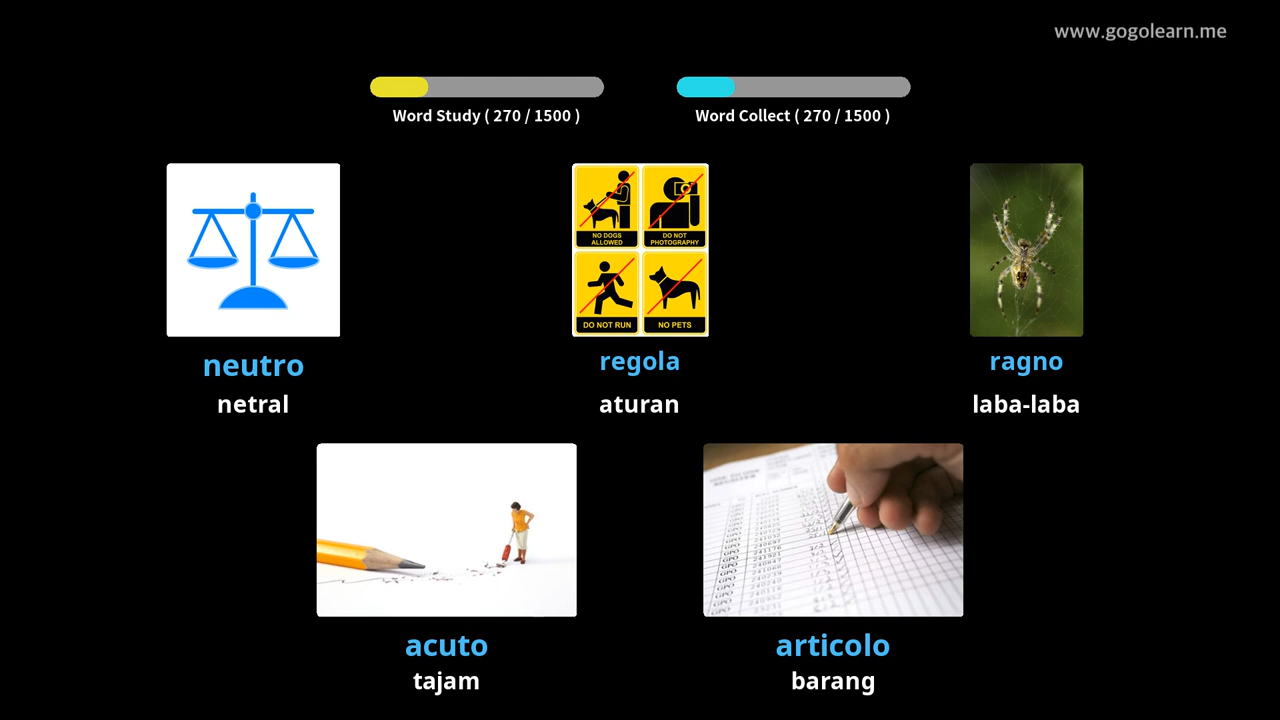 www.gogolearn.me
Word Study ( 270 / 1500 )
Word Collect ( 270 / 1500 )
NO DOGS
ALLOWED
DO NOT
PHOTOGRAPHY
DO NOT RUN
NO PETS
neutro
netral
regola
aturan
ragno
laba-laba
GPO
acuto
tajam
articolo
barang